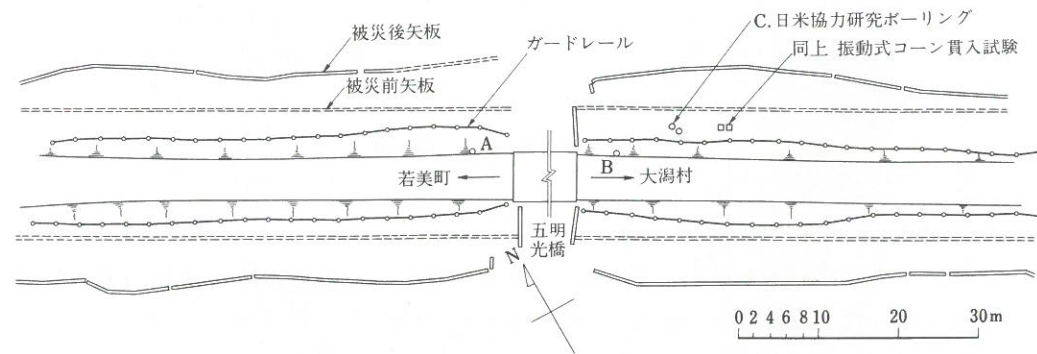 被災後矢板
ガードレール
C.日米協力研究ボーリング
同上 振動式コーン貫入試験
被災前矢板
A
B
若美町
大潟村
五明
光橋
N
0 2 4 6 8 10 20 30m